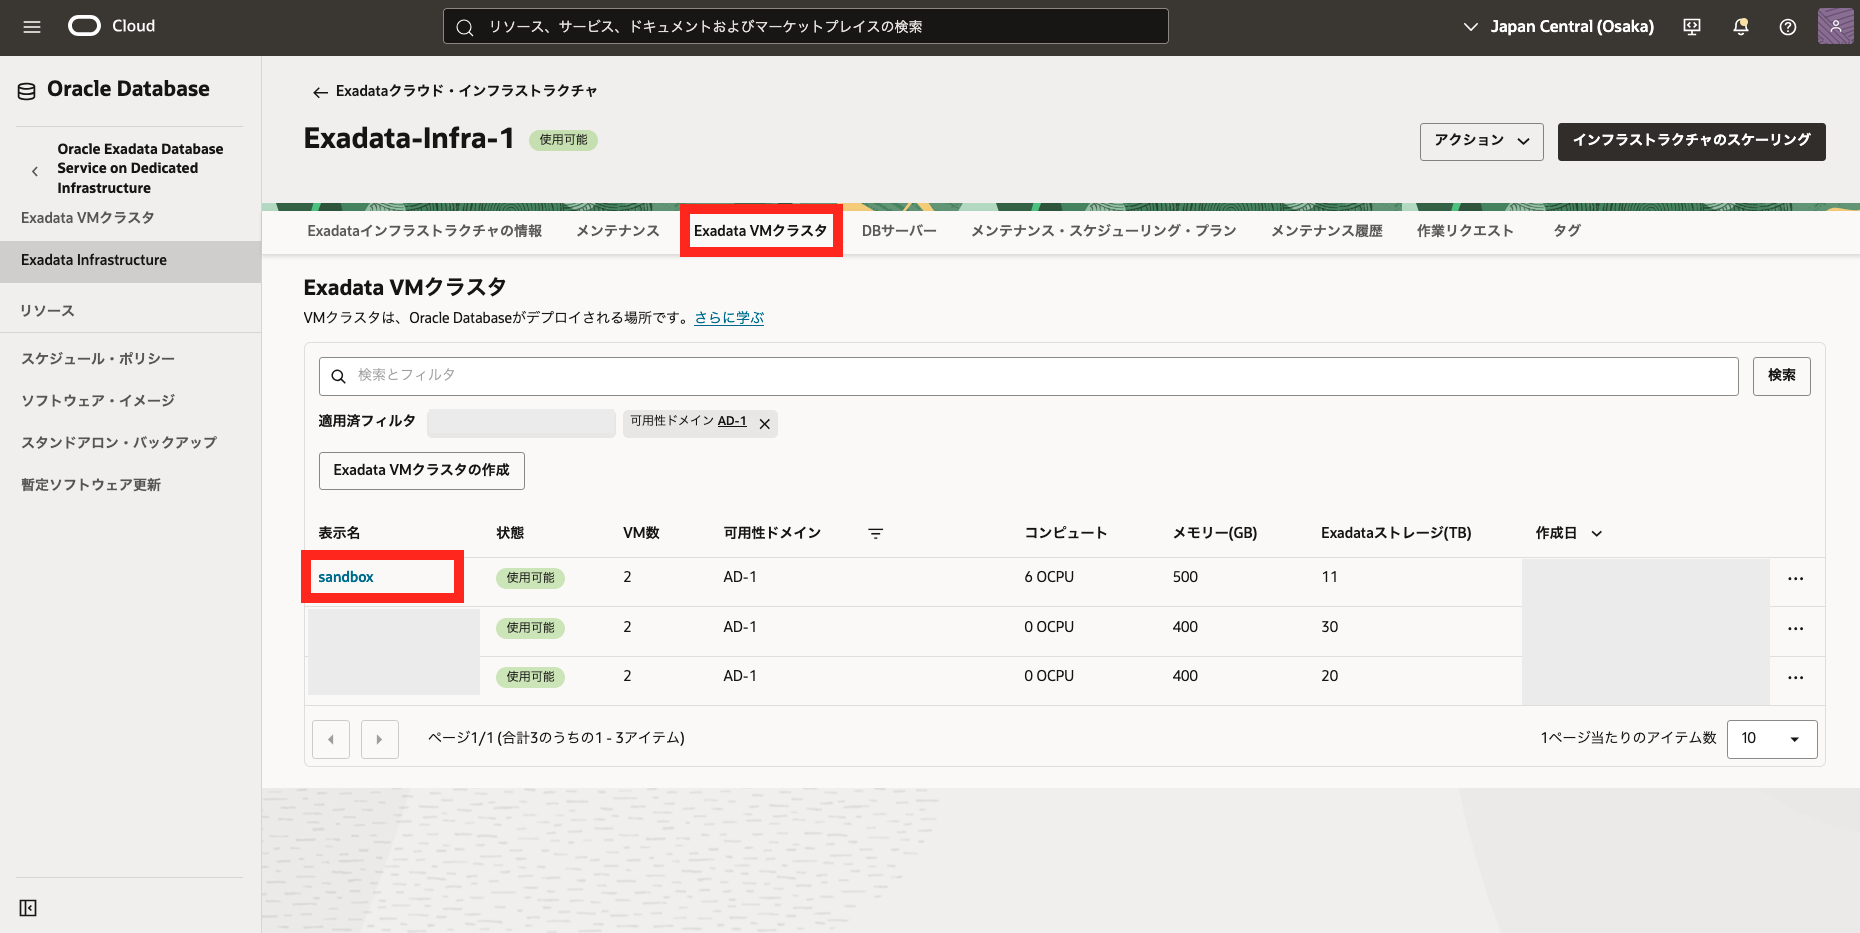 Cloud
リソース、サービス、ドキュメントおよびマーケットプレイスの検索
Japan Central (Osaka)
Oracle Database
Oracle Exadata Database
Service on Dedicated
Infrastructure
Exadata VMクラスタ
Exadata Infrastructure
リソース
スケジュール・ポリシー
ソフトウェア・イメージ
スタンドアロン・バックアップ
暫定ソフトウェア更新
Exadataクラウド・インフラストラクチャ
Exadata-Infra-1 使用可能
アクション インフラストラクチャのスケーリング
Exadataインフラストラクチャの情報 メンテナンス Exadata VMクラスタ DBサーバー メンテナンス・スケジューリング・プラン メンテナンス履歴 作業リクエスト タグ
Exadata VMクラスタ
VMクラスタは、Oracle Databaseがデプロイされる場所です。さらに学ぶ
検索とフィルタ 検索
適用済フィルタ 可用性ドメイン AD-1
Exadata VMクラスタの作成
表示名 状態 VM数 可用性ドメイン コンピュート メモリー(GB) Exadataストレージ(TB) 作成日
sandbox 使用可能 2 AD-1 6 OCPU 500 11
使用可能 2 AD-1 0 OCPU 400 30
使用可能 2 AD-1 0 OCPU 400 20
ページ1/1 (合計3のうちの1 - 3アイテム) 1ページ当たりのアイテム数 10